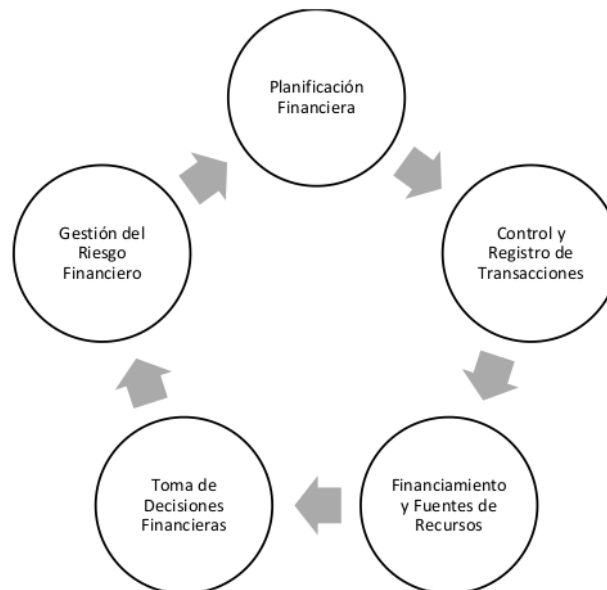 Planificación
Financiera
Control y
Registro de
Transacciones
Financiamiento
y Fuentes de
Recursos
Toma de
Decisiones
Financieras
Gestión del
Riesgo
Financiero